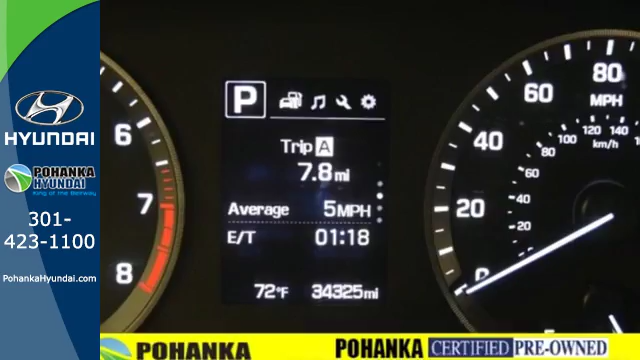 HYUNDAI
POHANKA
HYUNDAI
King of the Beltway
301-
423-1100
PohankaHyundai.com
6
7
8
P
Trip A
7.8 mi
Average 5 MPH
E/T 01:18
72°F 34325 mi
0
20
40
60
80
MPH
20
40
60
80
100
120
140
km/h
POHANKA
POHANKA CERTIFIED PRE-OWNED